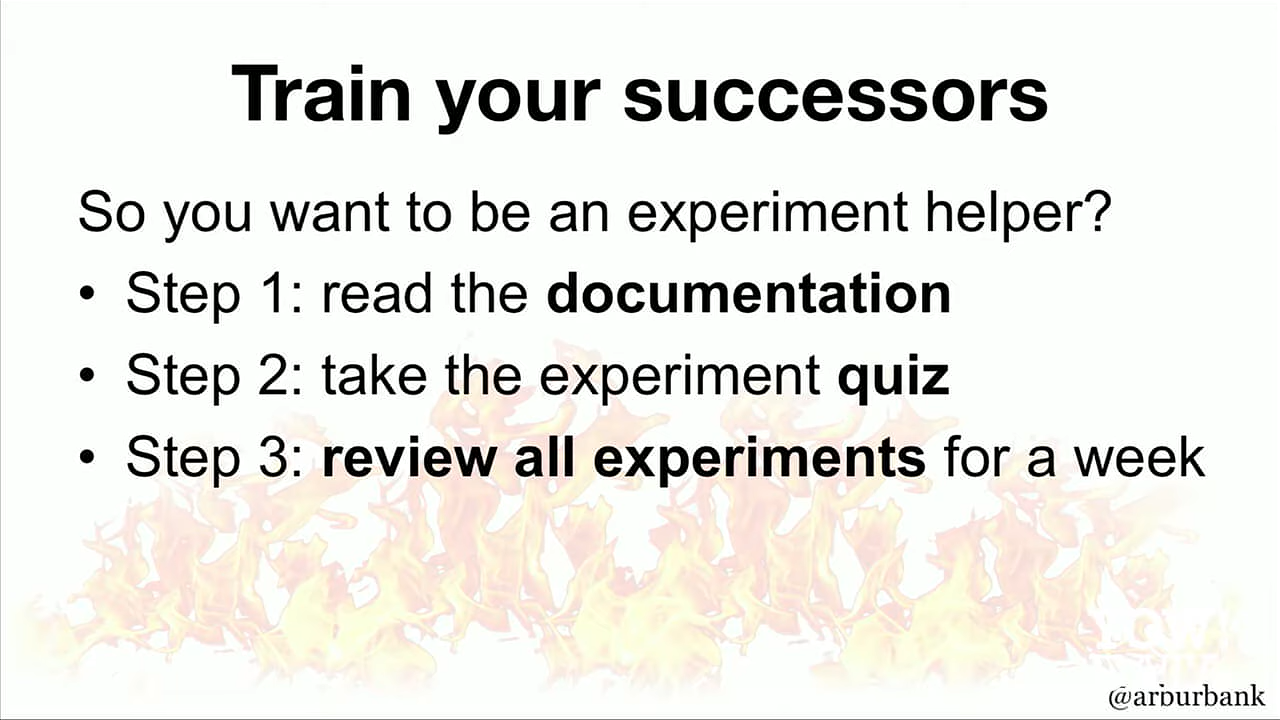 Train your successors
So you want to be an experiment helper?
• Step 1: read the documentation
• Step 2: take the experiment quiz
• Step 3: review all experiments for a week
@arburbank